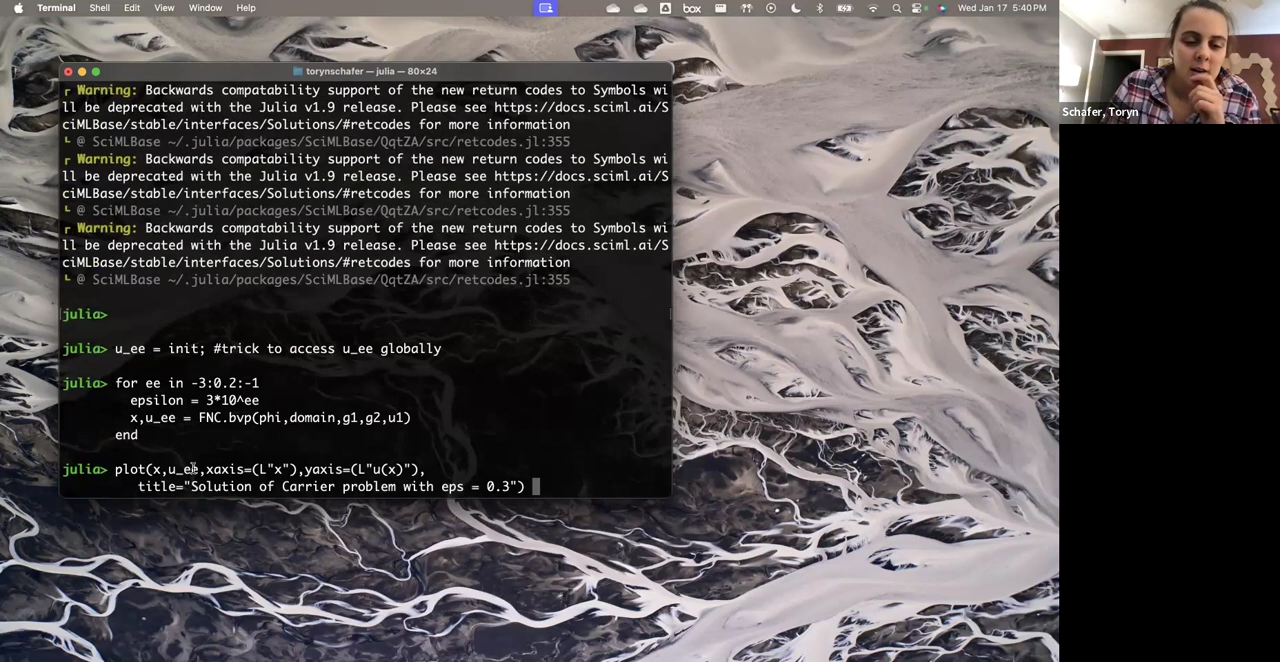 Terminal Shell Edit View Window Help box Wed Jan 17 5:40 PM
torynschafer — julia — 80×24
Warning: Backwards compatability support of the new return codes to Symbols wi
ll be deprecated with the Julia v1.9 release. Please see https://docs.sciml.ai/S
ciMLBase/stable/interfaces/Solutions/#retcodes for more information
@ SciMLBase ~/.julia/packages/SciMLBase/QqtZA/src/retcodes.jl:355
Warning: Backwards compatability support of the new return codes to Symbols wi
ll be deprecated with the Julia v1.9 release. Please see https://docs.sciml.ai/S
ciMLBase/stable/interfaces/Solutions/#retcodes for more information
@ SciMLBase ~/.julia/packages/SciMLBase/QqtZA/src/retcodes.jl:355
Warning: Backwards compatability support of the new return codes to Symbols wi
ll be deprecated with the Julia v1.9 release. Please see https://docs.sciml.ai/S
ciMLBase/stable/interfaces/Solutions/#retcodes for more information
@ SciMLBase ~/.julia/packages/SciMLBase/QqtZA/src/retcodes.jl:355
julia>
julia> u_ee = init; #trick to access u_ee globally
julia> for ee in -3:0.2:-1
epsilon = 3*10^ee
x,u_ee = FNC.bvp(phi,domain,g1,g2,u1)
end
julia> plot(x,u_ee,xaxis=(L"x"),yaxis=(L"u(x)"),
title="Solution of Carrier problem with eps = 0.3")
Schafer, Toryn